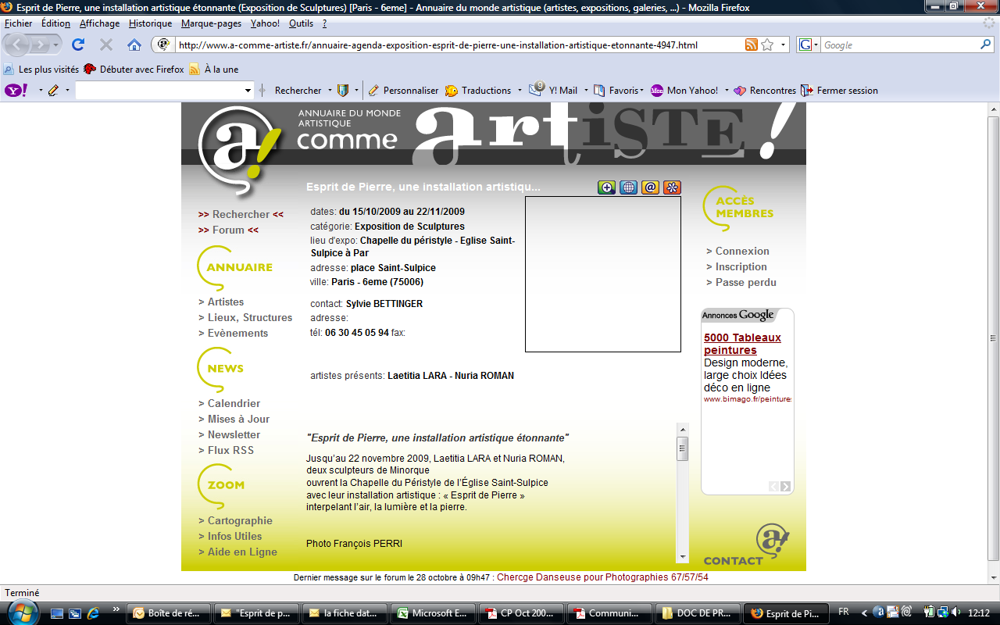 Esprit de Pierre, une installation artistique étonnante (Exposition de Sculptures) [Paris - 6eme] - Annuaire du monde artistique (artistes, expositions, galeries, ...) - Mozilla Firefox
Fichier Édition Affichage Historique Marque-pages Yahoo! Outils ?
http://www.a-comme-artiste.fr/annuaire-agenda-exposition-esprit-de-pierre-une-installation-artistique-etonnante-4947.html
Google
Les plus visités Débuter avec Firefox À la une
Y! Rechercher Personnaliser Traductions 9 Y! Mail Favoris Mon Mon Yahoo! Rencontres Fermer session
ANNUAIRE DU MONDE
ARTISTIQUE
a! comme artiSTE!
Esprit de Pierre, une installation artistiqu...
>> Rechercher <<
>> Forum <<
ANNUAIRE
> Artistes
> Lieux, Structures
> Evènements
NEWS
> Calendrier
> Mises à Jour
> Newsletter
> Flux RSS
ZOOM
> Cartographie
> Infos Utiles
> Aide en Ligne
dates: du 15/10/2009 au 22/11/2009
catégorie: Exposition de Sculptures
lieu d'expo: Chapelle du péristyle - Eglise Saint-
Sulpice à Par
adresse: place Saint-Sulpice
ville: Paris - 6eme (75006)
contact: Sylvie BETTINGER
adresse:
tél: 06 30 45 05 94 fax:
artistes présents: Laetitia LARA - Nuria ROMAN
"Esprit de Pierre, une installation artistique étonnante"
Jusqu'au 22 novembre 2009, Laetitia LARA et Nuria ROMAN,
deux sculpteurs de Minorque
ouvrent la Chapelle du Péristyle de l'Église Saint-Sulpice
avec leur installation artistique : « Esprit de Pierre »
interpelant l'air, la lumière et la pierre.
Photo François PERRI
ACCÈS
MEMBRES
> Connexion
> Inscription
> Passe perdu
Annonces Google
5000 Tableaux
peintures
Design moderne,
large choix Idées
déco en ligne
www.bimago.fr/peintures
a!
CONTACT
Dernier message sur le forum le 28 octobre à 09h47 : Chercge Danseuse pour Photographies 67/57/54
Terminé
Boîte de ré... "Esprit de p... la fiche dat... Microsoft E... CP Oct 200... Communi... DOC DE PR... Esprit de Pi... FR 12:12